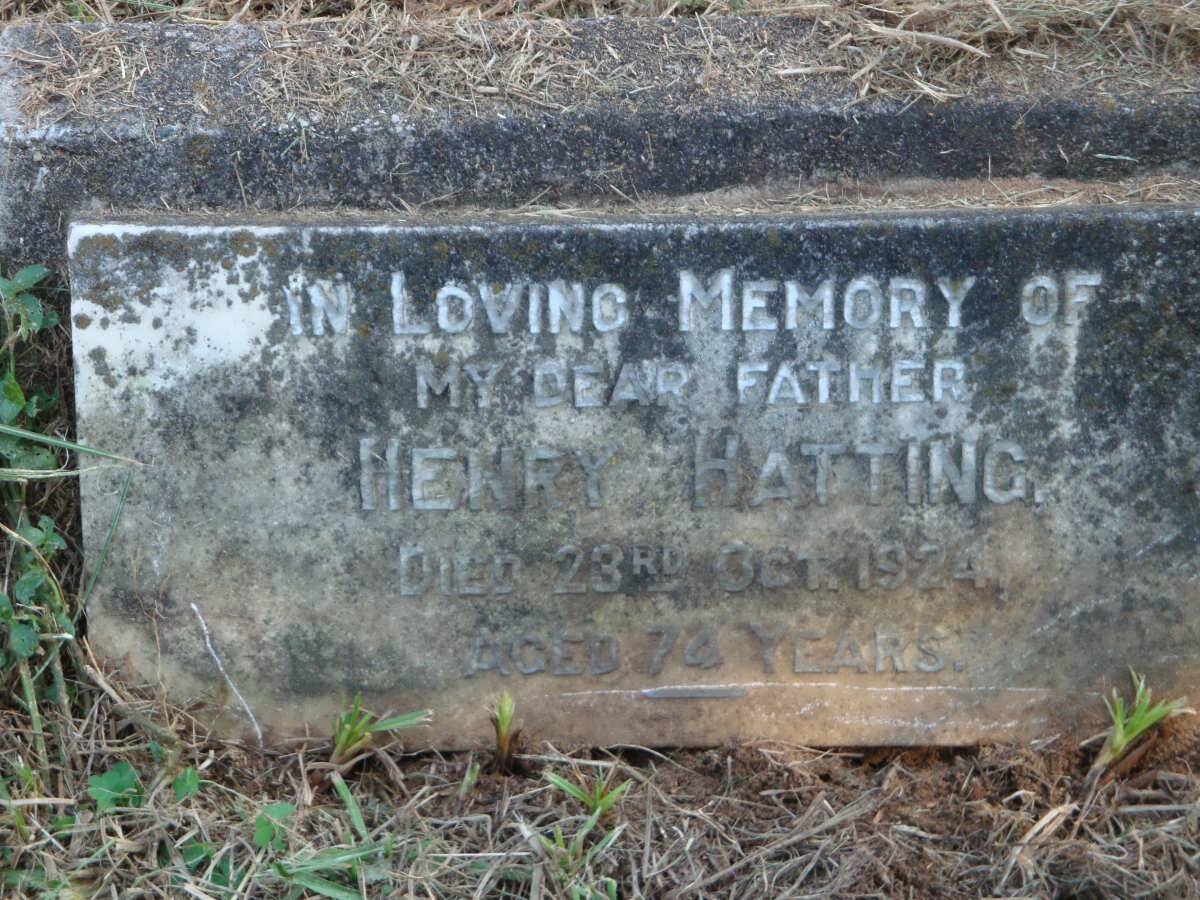 IN LOVING MEMORY OF
MY DEAR FATHER
HENRY HATTING.
DIED 23RD OCT. 1924,
AGED 74 YEARS.